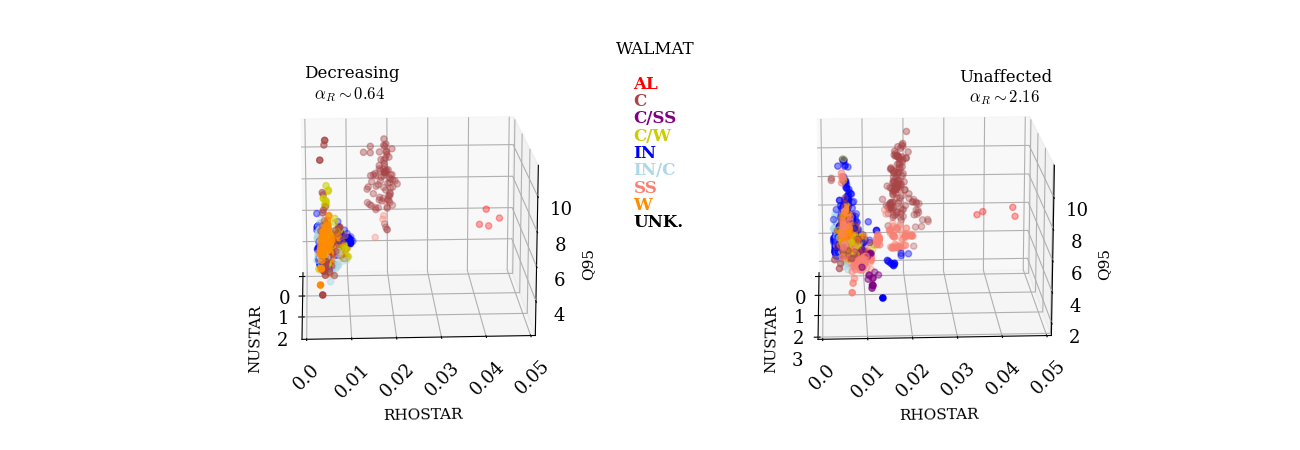 WALMAT
Decreasing
α_R ∼ 0.64
AL
C
C/SS
C/W
IN
IN/C
SS
W
UNK.
Unaffected
α_R ∼ 2.16
10
8
6
4
Q95
0
1
2
NUSTAR
0.0
0.01
0.02
0.03
0.04
0.05
RHOSTAR
10
8
6
4
2
Q95
0
1
2
3
NUSTAR
0.0
0.01
0.02
0.03
0.04
0.05
RHOSTAR